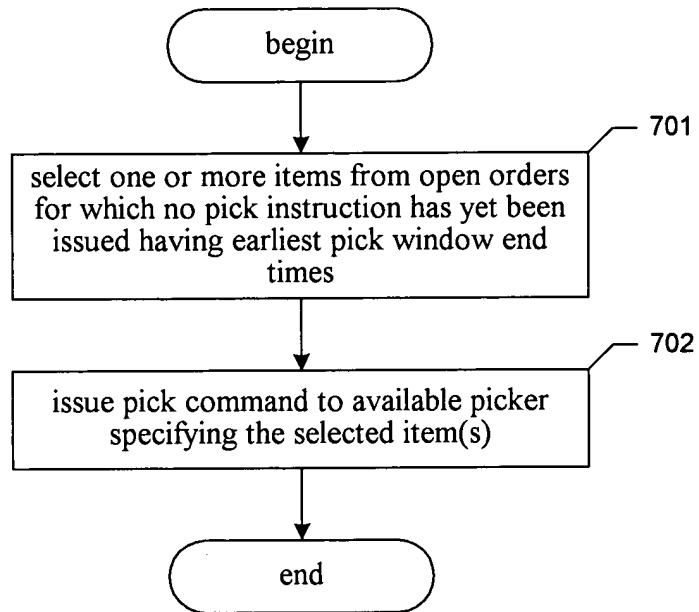 begin
701
select one or more items from open orders
for which no pick instruction has yet been
issued having earliest pick window end
times
702
issue pick command to available picker
specifying the selected item(s)
end